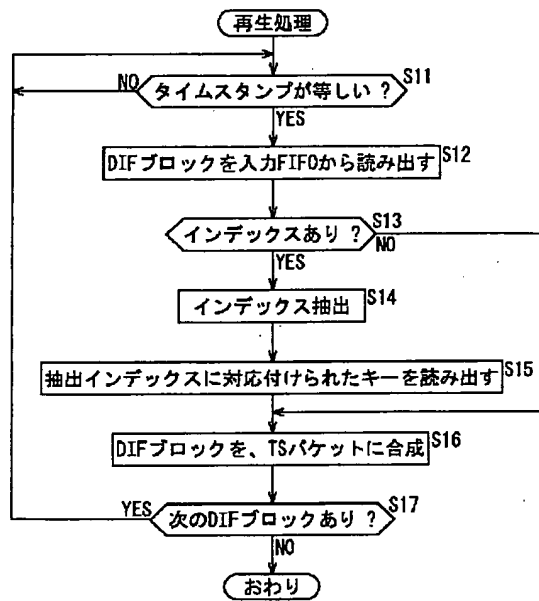 再生処理
タイムスタンプが等しい ?
S11
NO
YES
DIFブロックを入力FIFOから読み出す
S12
インデックスあり ?
S13
NO
YES
インデックス抽出
S14
抽出インデックスに対応付けられたキーを読み出す
S15
DIFブロックを、TSパケットに合成
S16
次のDIFブロックあり ?
S17
YES
NO
おわり